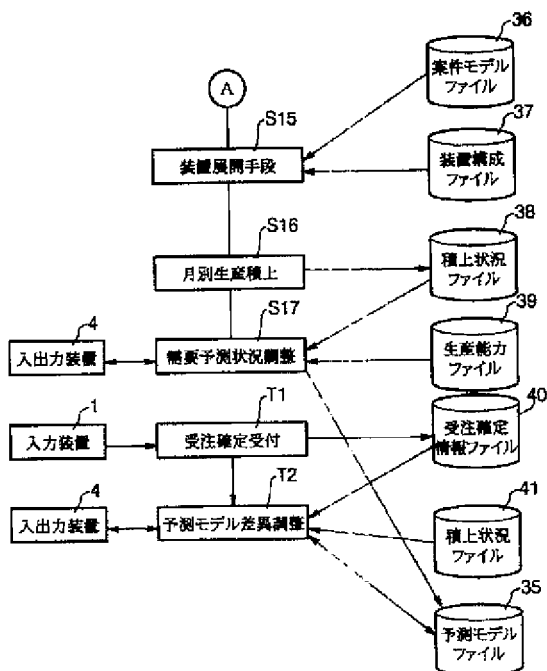 36
案件モデル
ファイル
A
S15
37
装置展開手段
装置構成
ファイル
S16
38
月別生産積上
積上状況
ファイル
S17
39
4
入出力装置
需要予測状況調整
生産能力
ファイル
40
1
入力装置
T1
受注確定受付
受注確定
情報ファイル
T2
41
4
入出力装置
予測モデル差異調整
積上状況
ファイル
35
予測モデル
ファイル